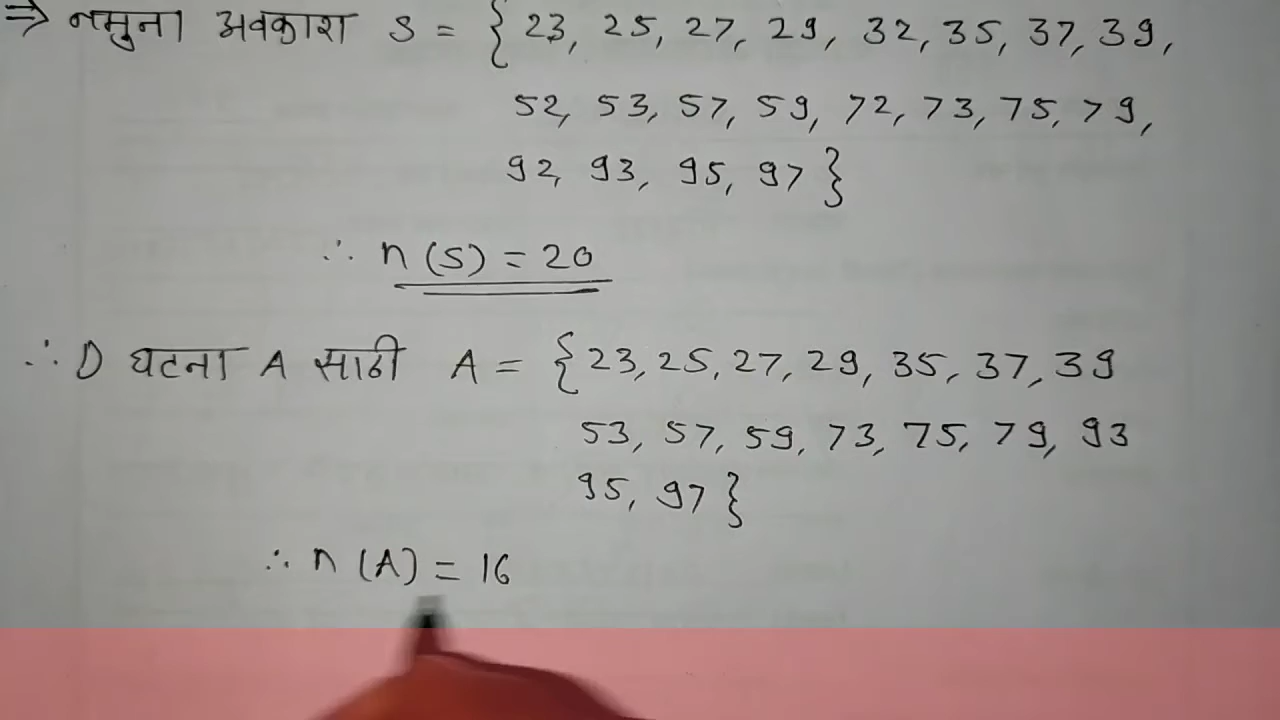 ⇒ नमुना अवकाश S = { 23, 25, 27, 29, 32, 35, 37, 39,
52, 53, 57, 59, 72, 73, 75, 79,
92, 93, 95, 97 }
∴ n (S) = 20
∴ 1) घटना A साठी A = { 23, 25, 27, 29, 35, 37, 39
53, 57, 59, 73, 75, 79, 93
95, 97 }
∴ n (A) = 16